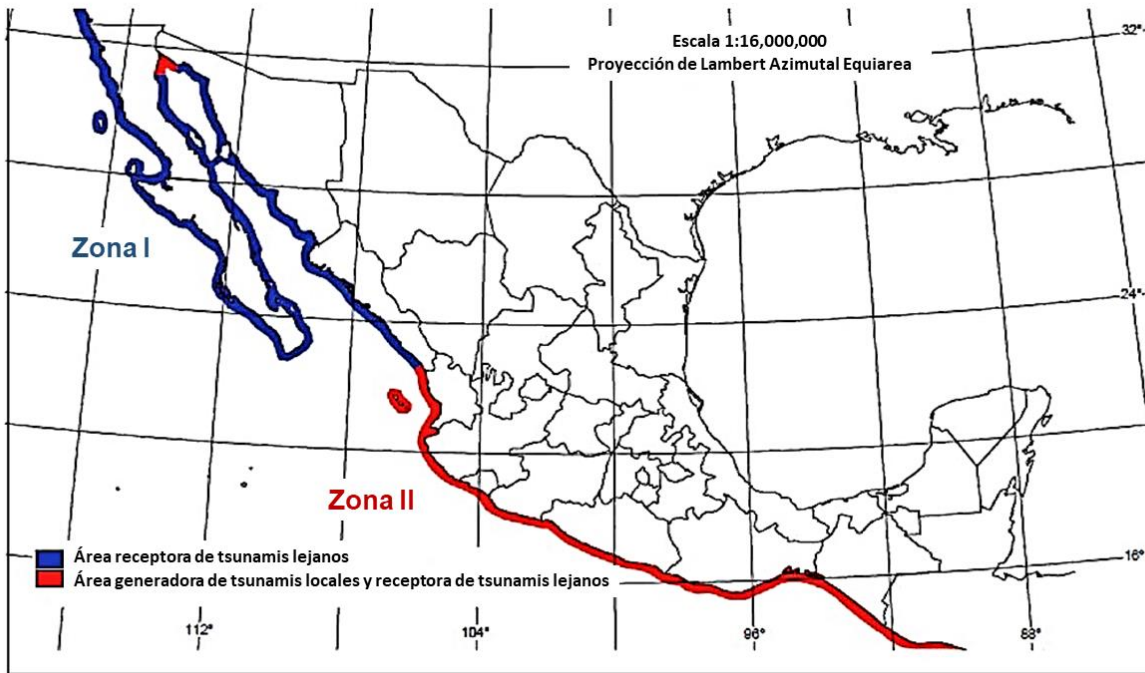 Escala 1:16,000,000
Proyección de Lambert Azimutal Equiarea
32°
Zona I
24°
Zona II
Área receptora de tsunamis lejanos
Área generadora de tsunamis locales y receptora de tsunamis lejanos
16°
112°
104°
96°
88°